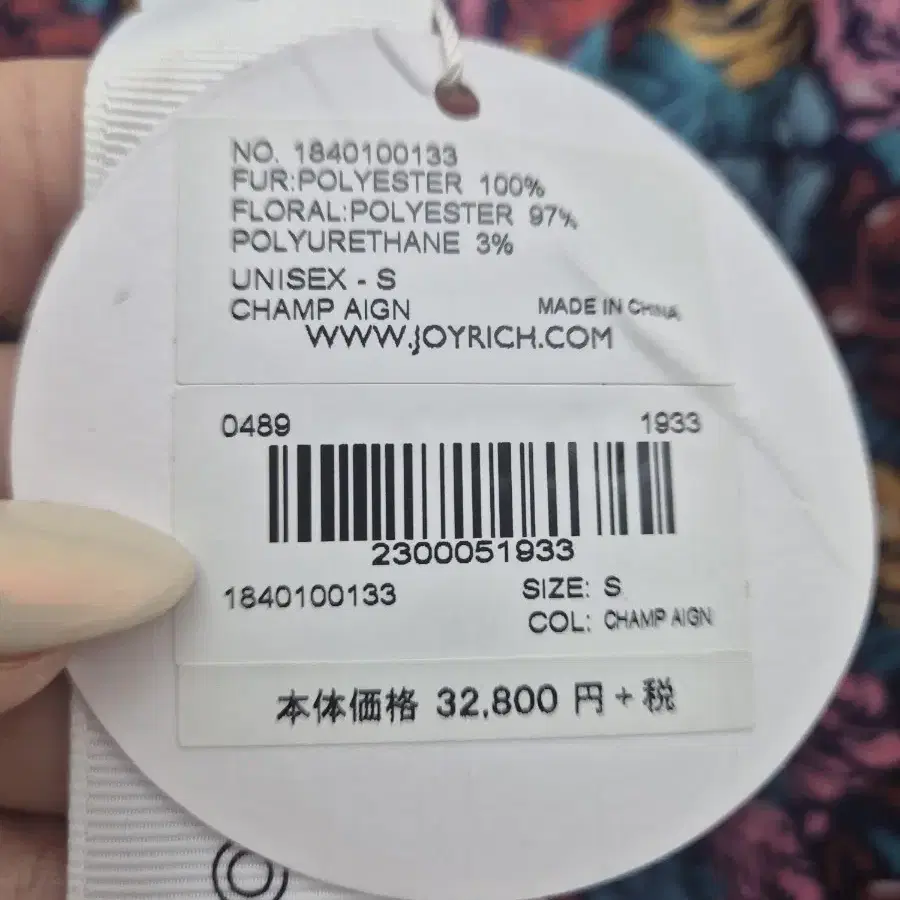 NO. 1840100133
FUR:POLYESTER 100%
FLORAL:POLYESTER 97%
POLYURETHANE 3%
UNISEX - S
CHAMP AIGN MADE IN CHINA
WWW.JOYRICH.COM
0489 1933
2300051933
1840100133 SIZE: S
COL: CHAMP AIGN
本体価格 32,800 円+税